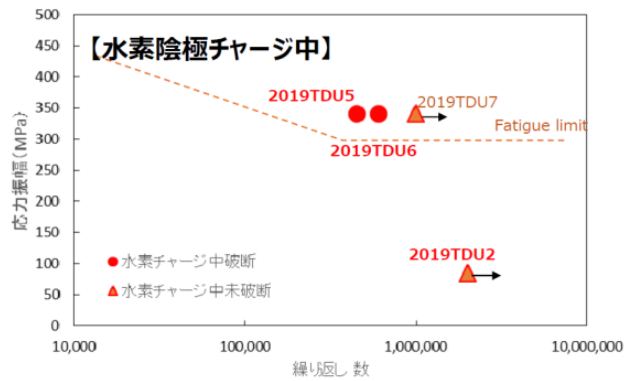 【水素陰極チャージ中】
500
450
400
350
300
250
200
150
100
50
0
応力振幅(MPa)
2019TDU5
2019TDU7
Fatigue limit
2019TDU6
2019TDU2
水素チャージ中破断
水素チャージ中未破断
10,000
100,000
1,000,000
10,000,000
繰り返し数